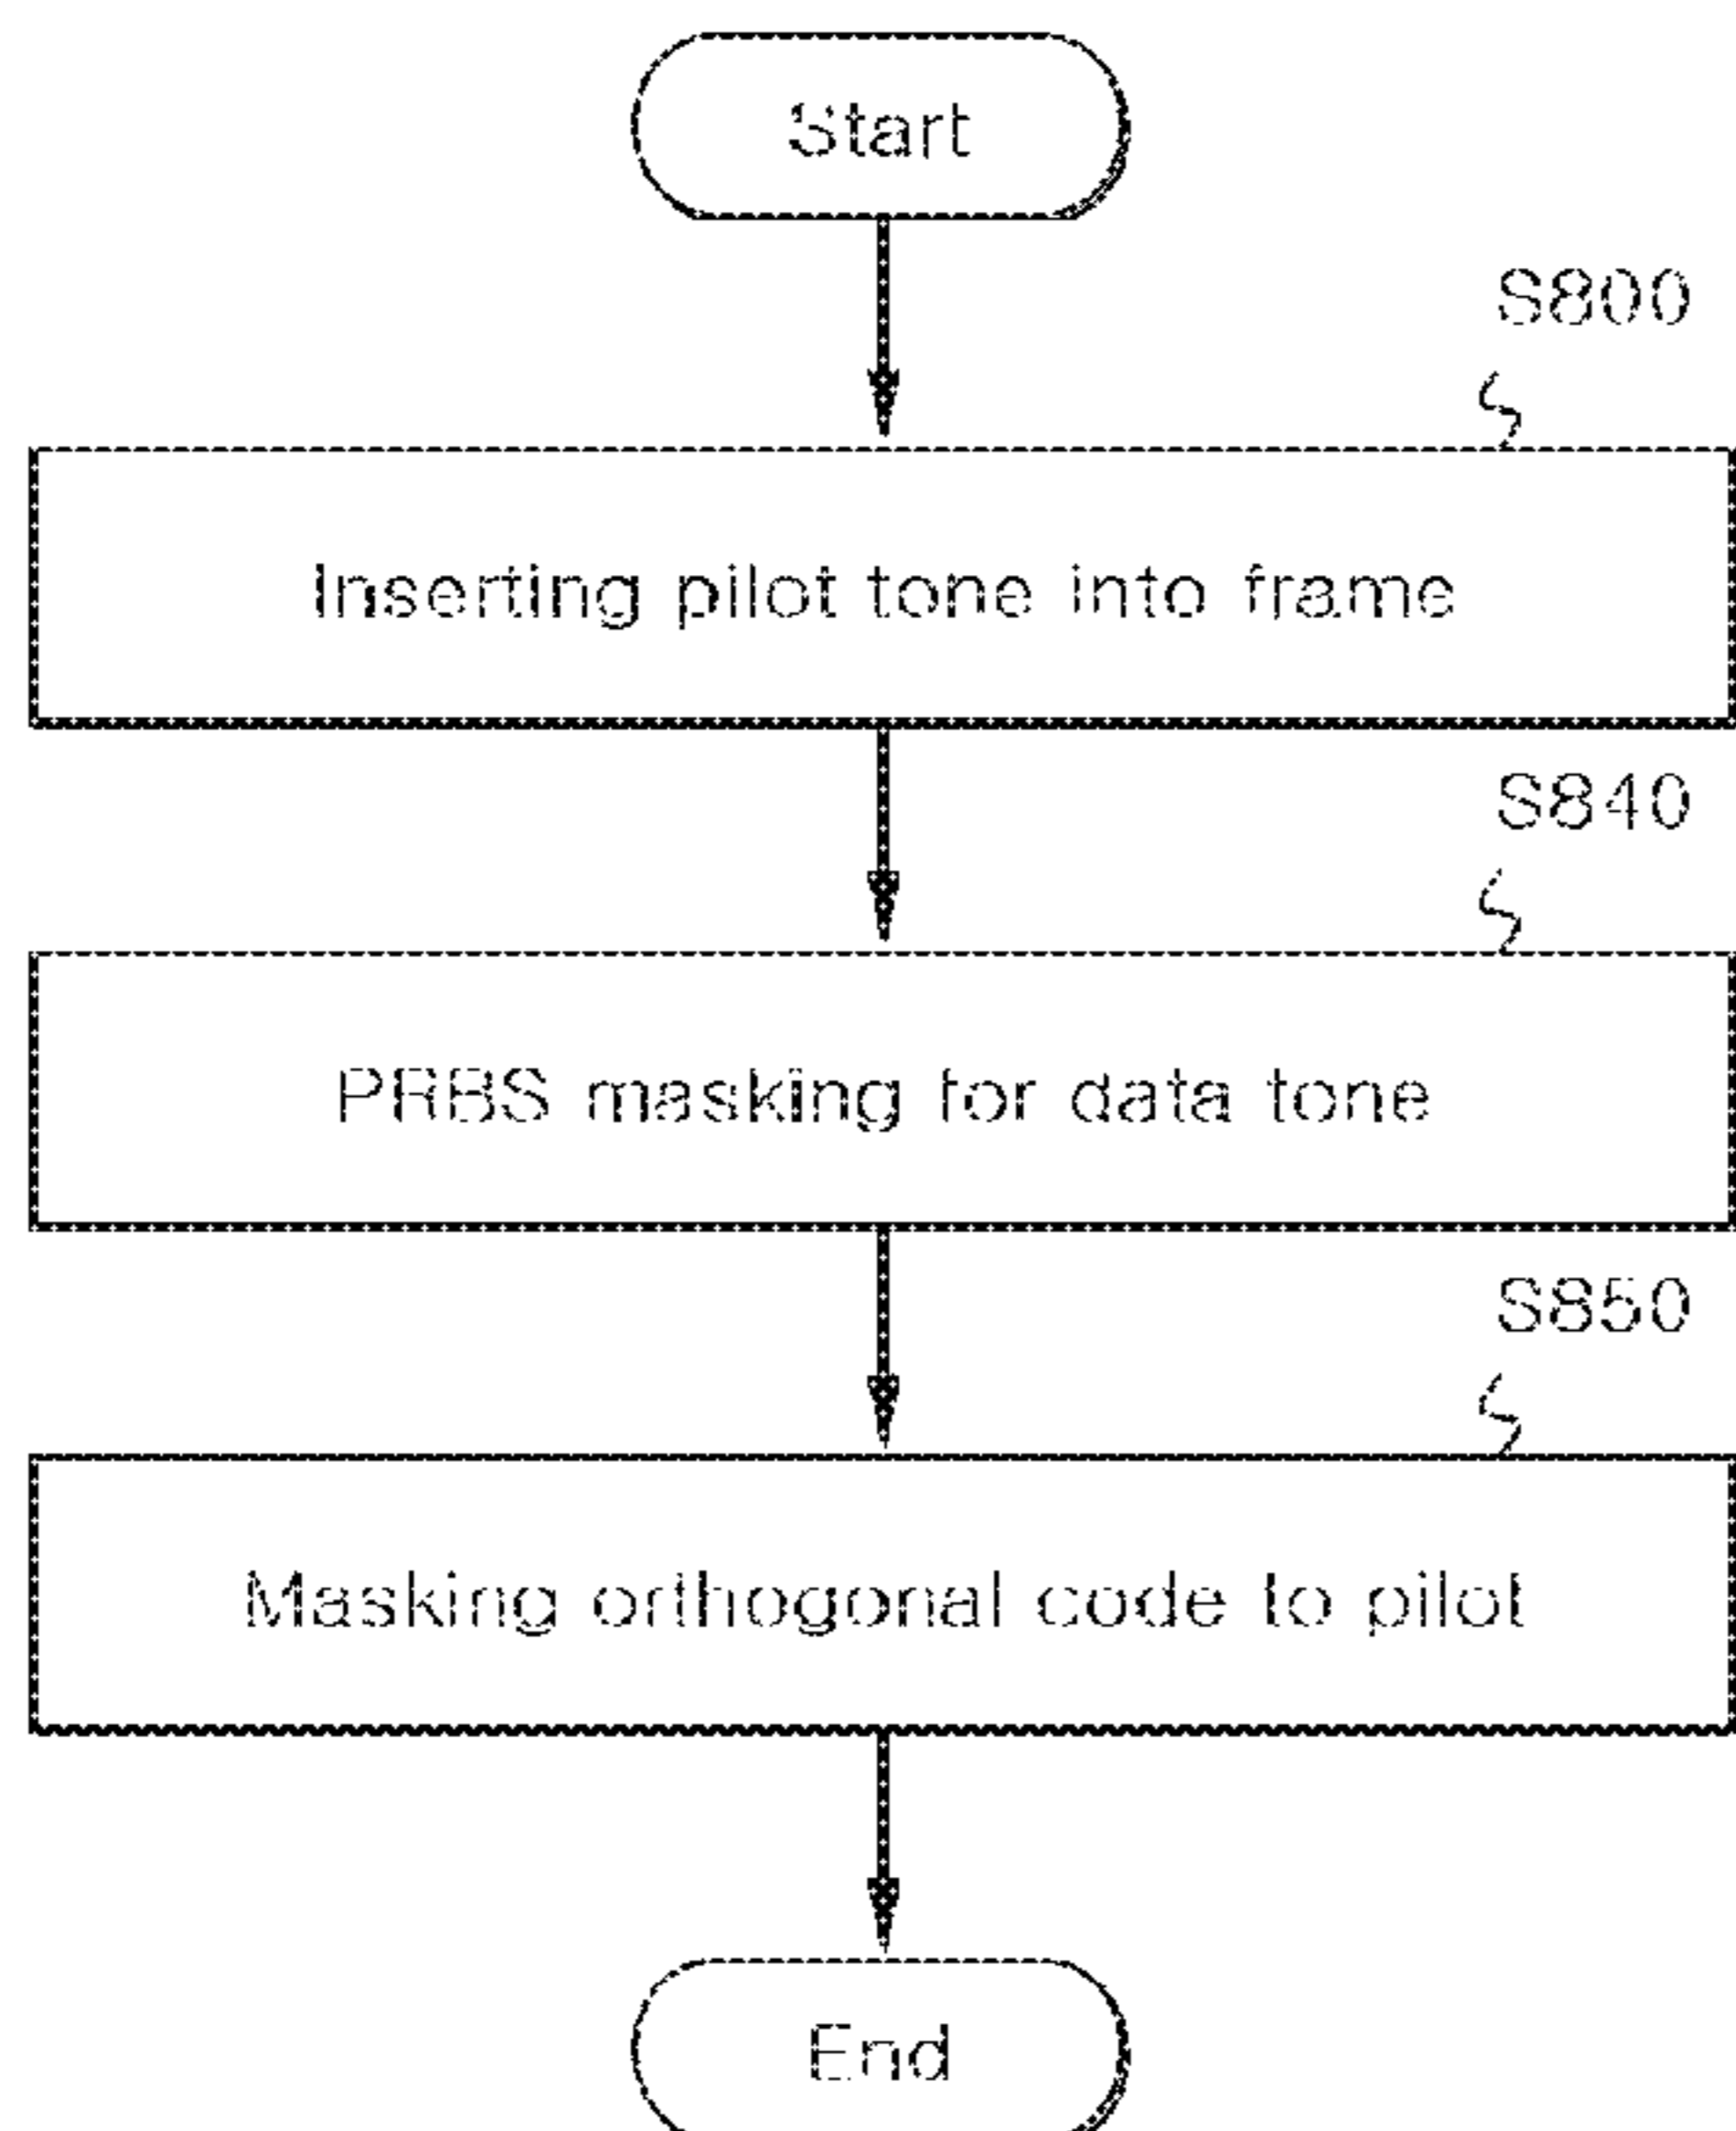 Start
S800
Inserting pilot tone into frame
S840
PRBS masking for data tone
S850
Masking orthogonal code to pilot
End